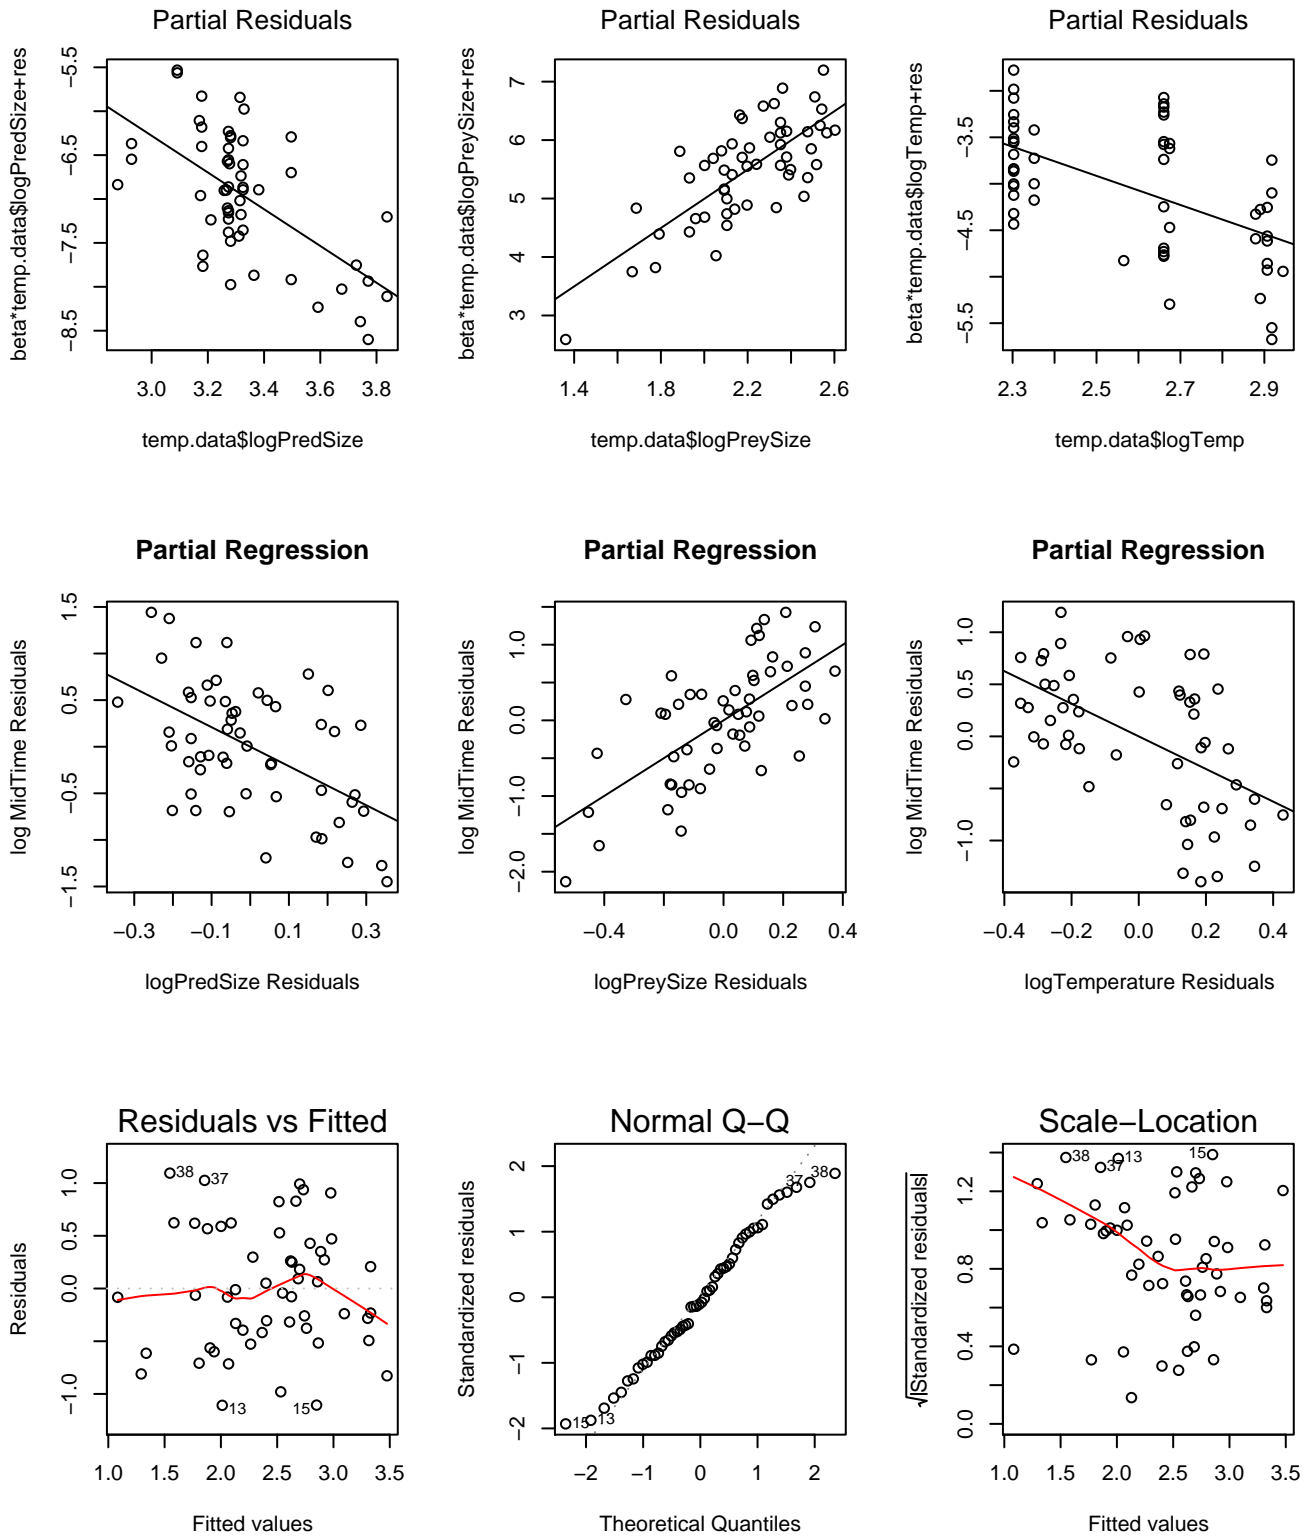 Partial Residuals
beta*temp.data$logPredSize+res
−5.5
−6.5
−7.5
−8.5
3.0 3.2 3.4 3.6 3.8
temp.data$logPredSize
Partial Residuals
beta*temp.data$logPreySize+res
7
6
5
4
3
1.4 1.8 2.2 2.6
temp.data$logPreySize
Partial Residuals
beta*temp.data$logTemp+res
−3.5
−4.5
−5.5
2.3 2.5 2.7 2.9
temp.data$logTemp
Partial Regression
log MidTime Residuals
1.5
0.5
−0.5
−1.5
−0.3 −0.1 0.1 0.3
logPredSize Residuals
Partial Regression
log MidTime Residuals
1.0
0.0
−1.0
−2.0
−0.4 0.0 0.2 0.4
logPreySize Residuals
Partial Regression
log MidTime Residuals
1.0
0.5
0.0
−1.0
−0.4 −0.2 0.0 0.2 0.4
logTemperature Residuals
Residuals vs Fitted
Residuals
1.0
0.5
0.0
−1.0
38
37
13
15
1.0 1.5 2.0 2.5 3.0 3.5
Fitted values
Normal Q−Q
Standardized residuals
2
1
0
−1
−2
37
38
15
13
−2 −1 0 1 2
Theoretical Quantiles
Scale−Location
√|Standardized residuals|
1.2
0.8
0.4
0.0
38
37
13
15
1.0 1.5 2.0 2.5 3.0 3.5
Fitted values